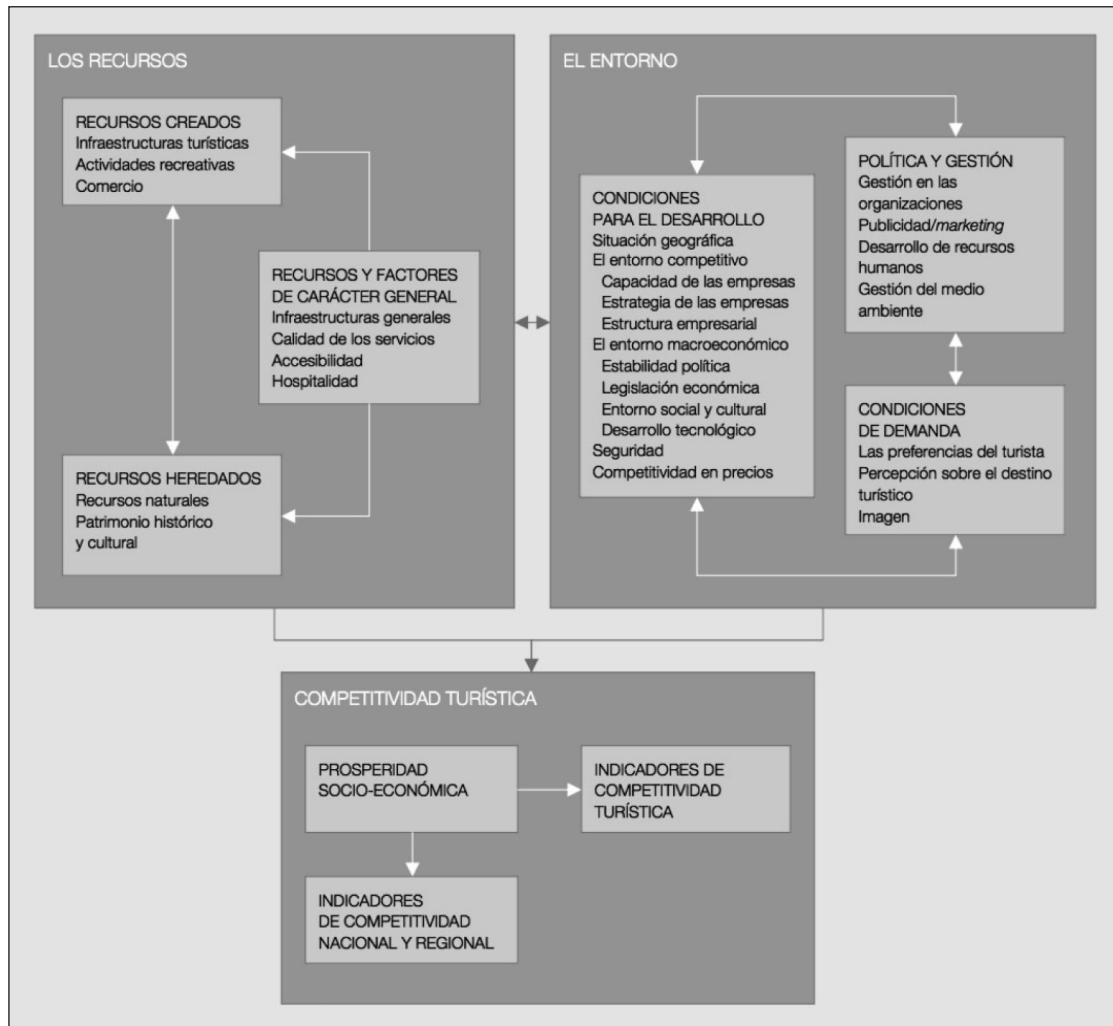 LOS RECURSOS
RECURSOS CREADOS
Infraestructuras turísticas
Actividades recreativas
Comercio
RECURSOS Y FACTORES
DE CARÁCTER GENERAL
Infraestructuras generales
Calidad de los servicios
Accesibilidad
Hospitalidad
RECURSOS HEREDADOS
Recursos naturales
Patrimonio histórico
y cultural
EL ENTORNO
CONDICIONES
PARA EL DESARROLLO
Situación geográfica
El entorno competitivo
Capacidad de las empresas
Estrategia de las empresas
Estructura empresarial
El entorno macroeconómico
Estabilidad política
Legislación económica
Entorno social y cultural
Desarrollo tecnológico
Seguridad
Competitividad en precios
POLÍTICA Y GESTIÓN
Gestión en las
organizaciones
Publicidad/marketing
Desarrollo de recursos
humanos
Gestión del medio
ambiente
CONDICIONES
DE DEMANDA
Las preferencias del turista
Percepción sobre el destino
turístico
Imagen
COMPETITIVIDAD TURÍSTICA
PROSPERIDAD
SOCIO-ECONÓMICA
INDICADORES DE
COMPETITIVIDAD
TURÍSTICA
INDICADORES
DE COMPETITIVIDAD
NACIONAL Y REGIONAL